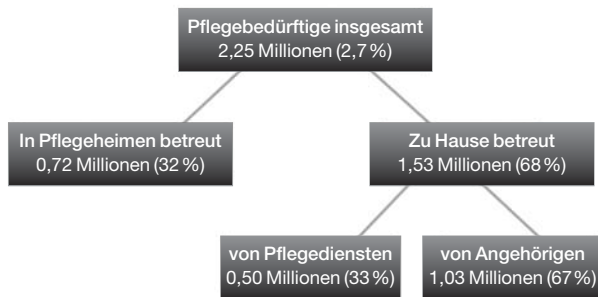 Pflegebedürftige insgesamt
2,25 Millionen (2,7 %)
In Pflegeheimen betreut
0,72 Millionen (32 %)
Zu Hause betreut
1,53 Millionen (68 %)
von Pflegediensten
0,50 Millionen (33 %)
von Angehörigen
1,03 Millionen (67 %)